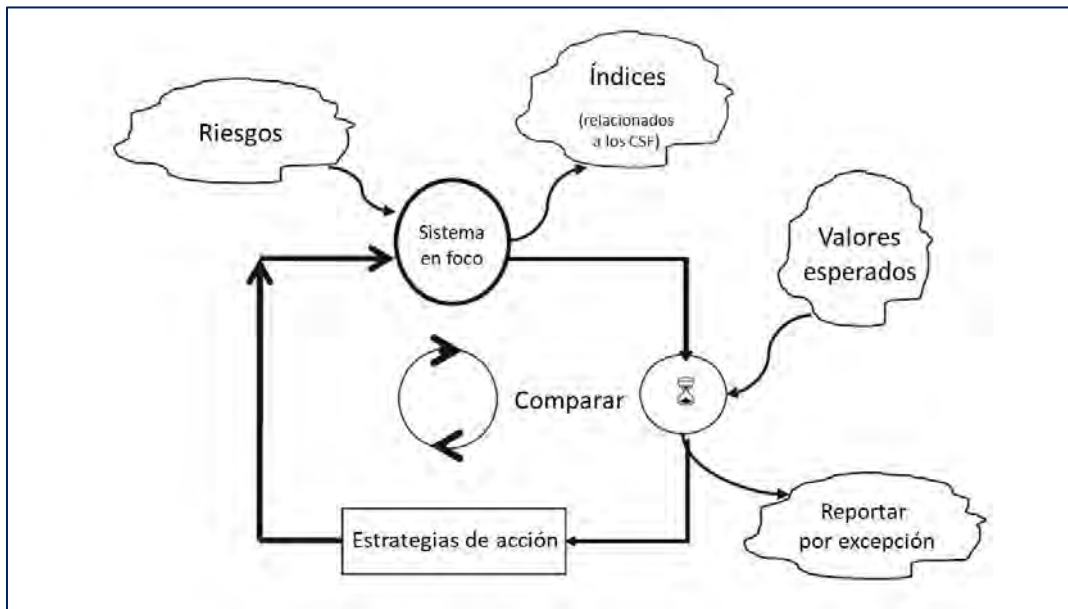 Índices
(relacionados
a los CSF)
Riesgos
Sistema
en foco
Valores
esperados
Comparar
Estrategias de acción
Reportar
por excepción